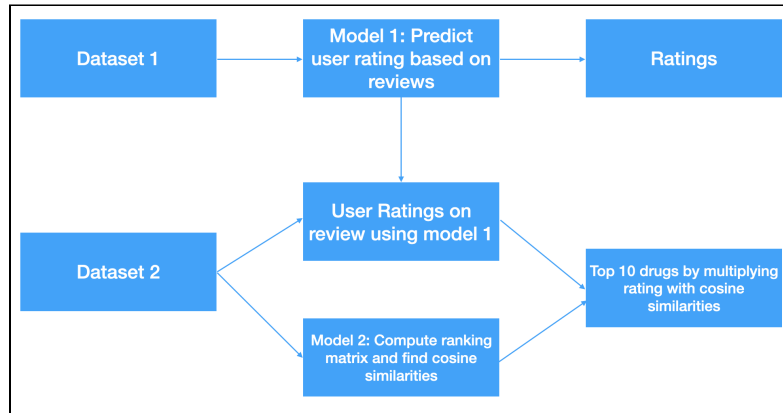 Dataset 1
Model 1: Predict
user rating based on
reviews
Ratings
User Ratings on
review using model 1
Dataset 2
Top 10 drugs by multiplying
rating with cosine
similarities
Model 2: Compute ranking
matrix and find cosine
similarities